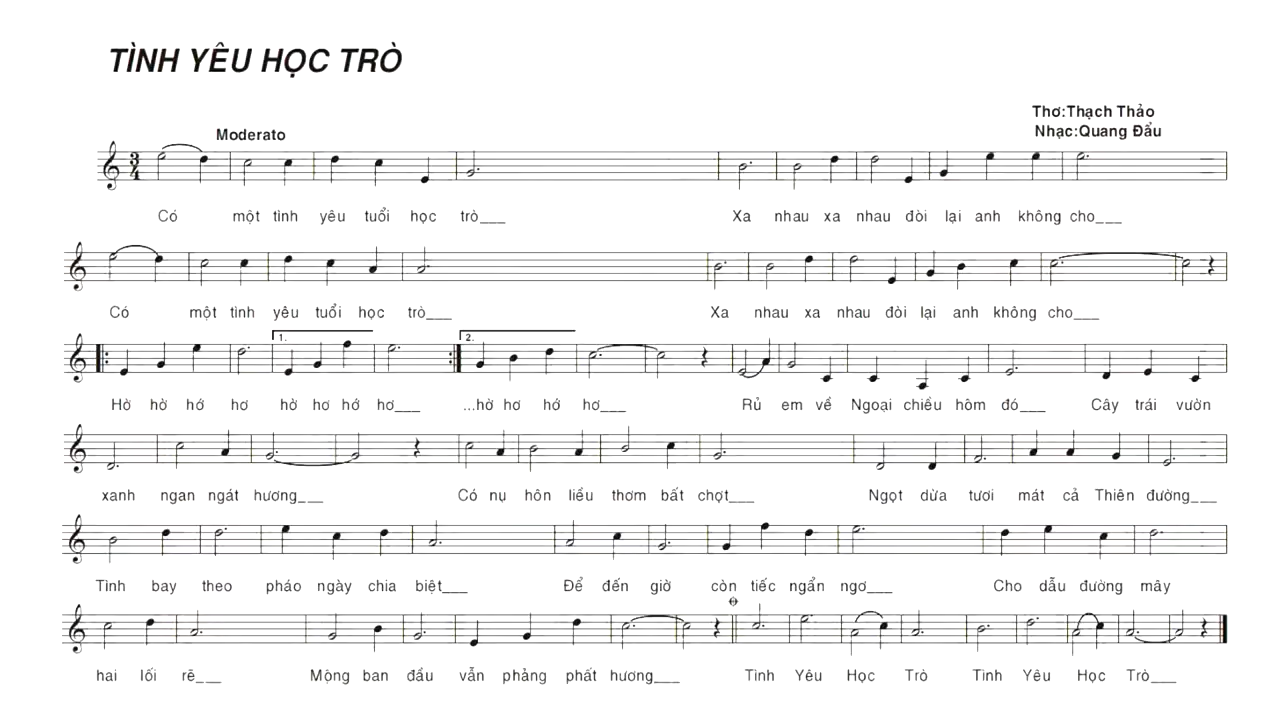 TÌNH YÊU HỌC TRÒ
Thơ:Thạch Thảo
Nhạc:Quang Đẩu
Moderato
Có một tình yêu tuổi học trò___ Xa nhau xa nhau đòi lại anh không cho___
Có một tình yêu tuổi học trò___ Xa nhau xa nhau đòi lại anh không cho___
1. 2.
Hờ hờ hớ hơ hờ hơ hớ hơ___ ...hờ hơ hớ hơ___ Rủ em về Ngoại chiều hôm đó___ Cây trái vườn
xanh ngan ngát hương___ Có nụ hôn liều thơm bất chợt___ Ngọt dừa tươi mát cả Thiên đường___
Tình bay theo pháo ngày chia biệt___ Để đến giờ còn tiếc ngẩn ngơ___ Cho dẫu đường mây
hai lối rẽ___ Mộng ban đầu vẫn phảng phất hương___ Tình Yêu Học Trò Tình Yêu Học Trò___